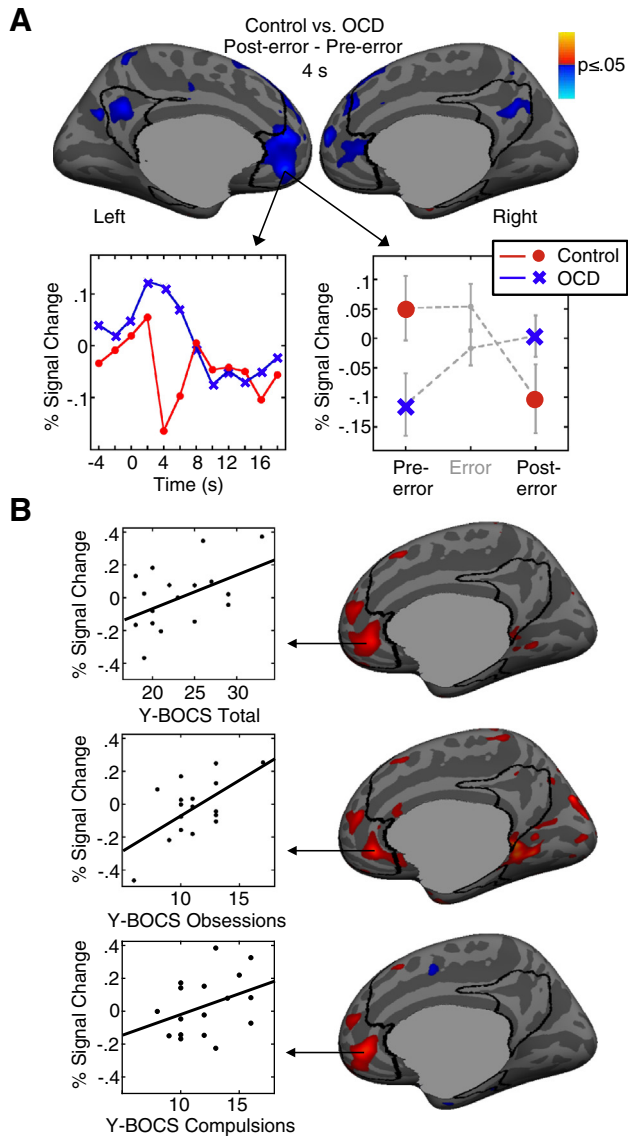 A
Control vs. OCD
Post-error - Pre-error
4 s
p≤.05
Left
Right
Control
OCD
% Signal Change
.1
0
-.1
-4
0
4
8
12
16
Time (s)
% Signal Change
.1
0.05
0
-0.05
-.1
-.15
Pre-
error
Error
Post-
error
B
% Signal Change
.4
.2
0
-.2
-.4
20
25
30
Y-BOCS Total
% Signal Change
.4
.2
0
-.2
-.4
10
15
Y-BOCS Obsessions
% Signal Change
.4
.2
0
-.2
-.4
10
15
Y-BOCS Compulsions